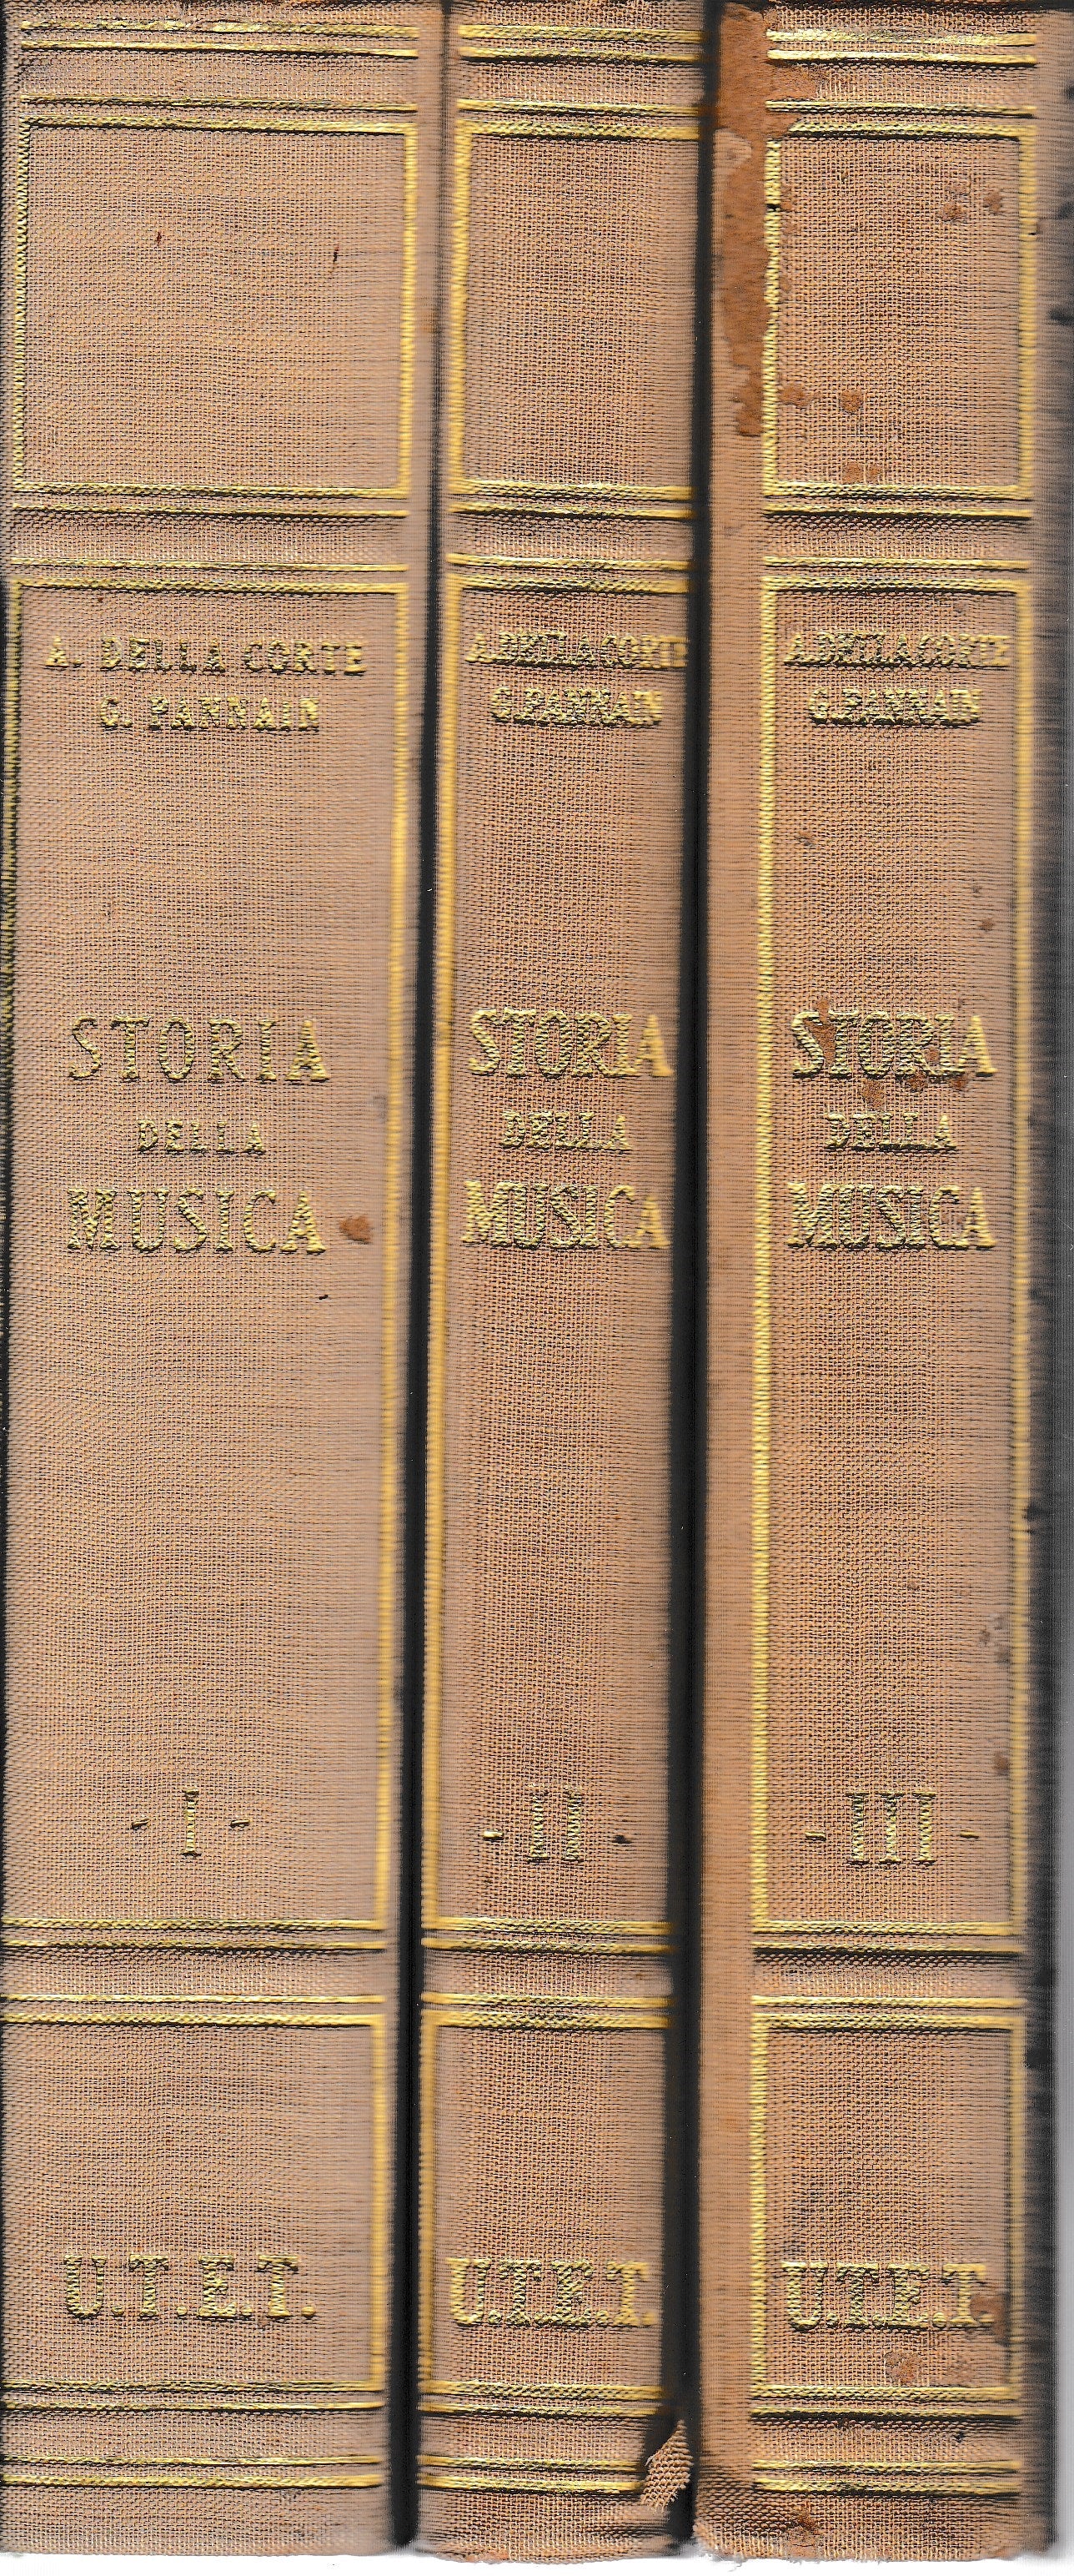 A. DELLA CORTE
G. PANNAIN
STORIA
DELLA
MUSICA
- I -
U.T.E.T.
A. DELLA CORTE
G. PANNAIN
STORIA
DELLA
MUSICA
- II -
U.T.E.T.
A. DELLA CORTE
G. PANNAIN
STORIA
DELLA
MUSICA
- III -
U.T.E.T.